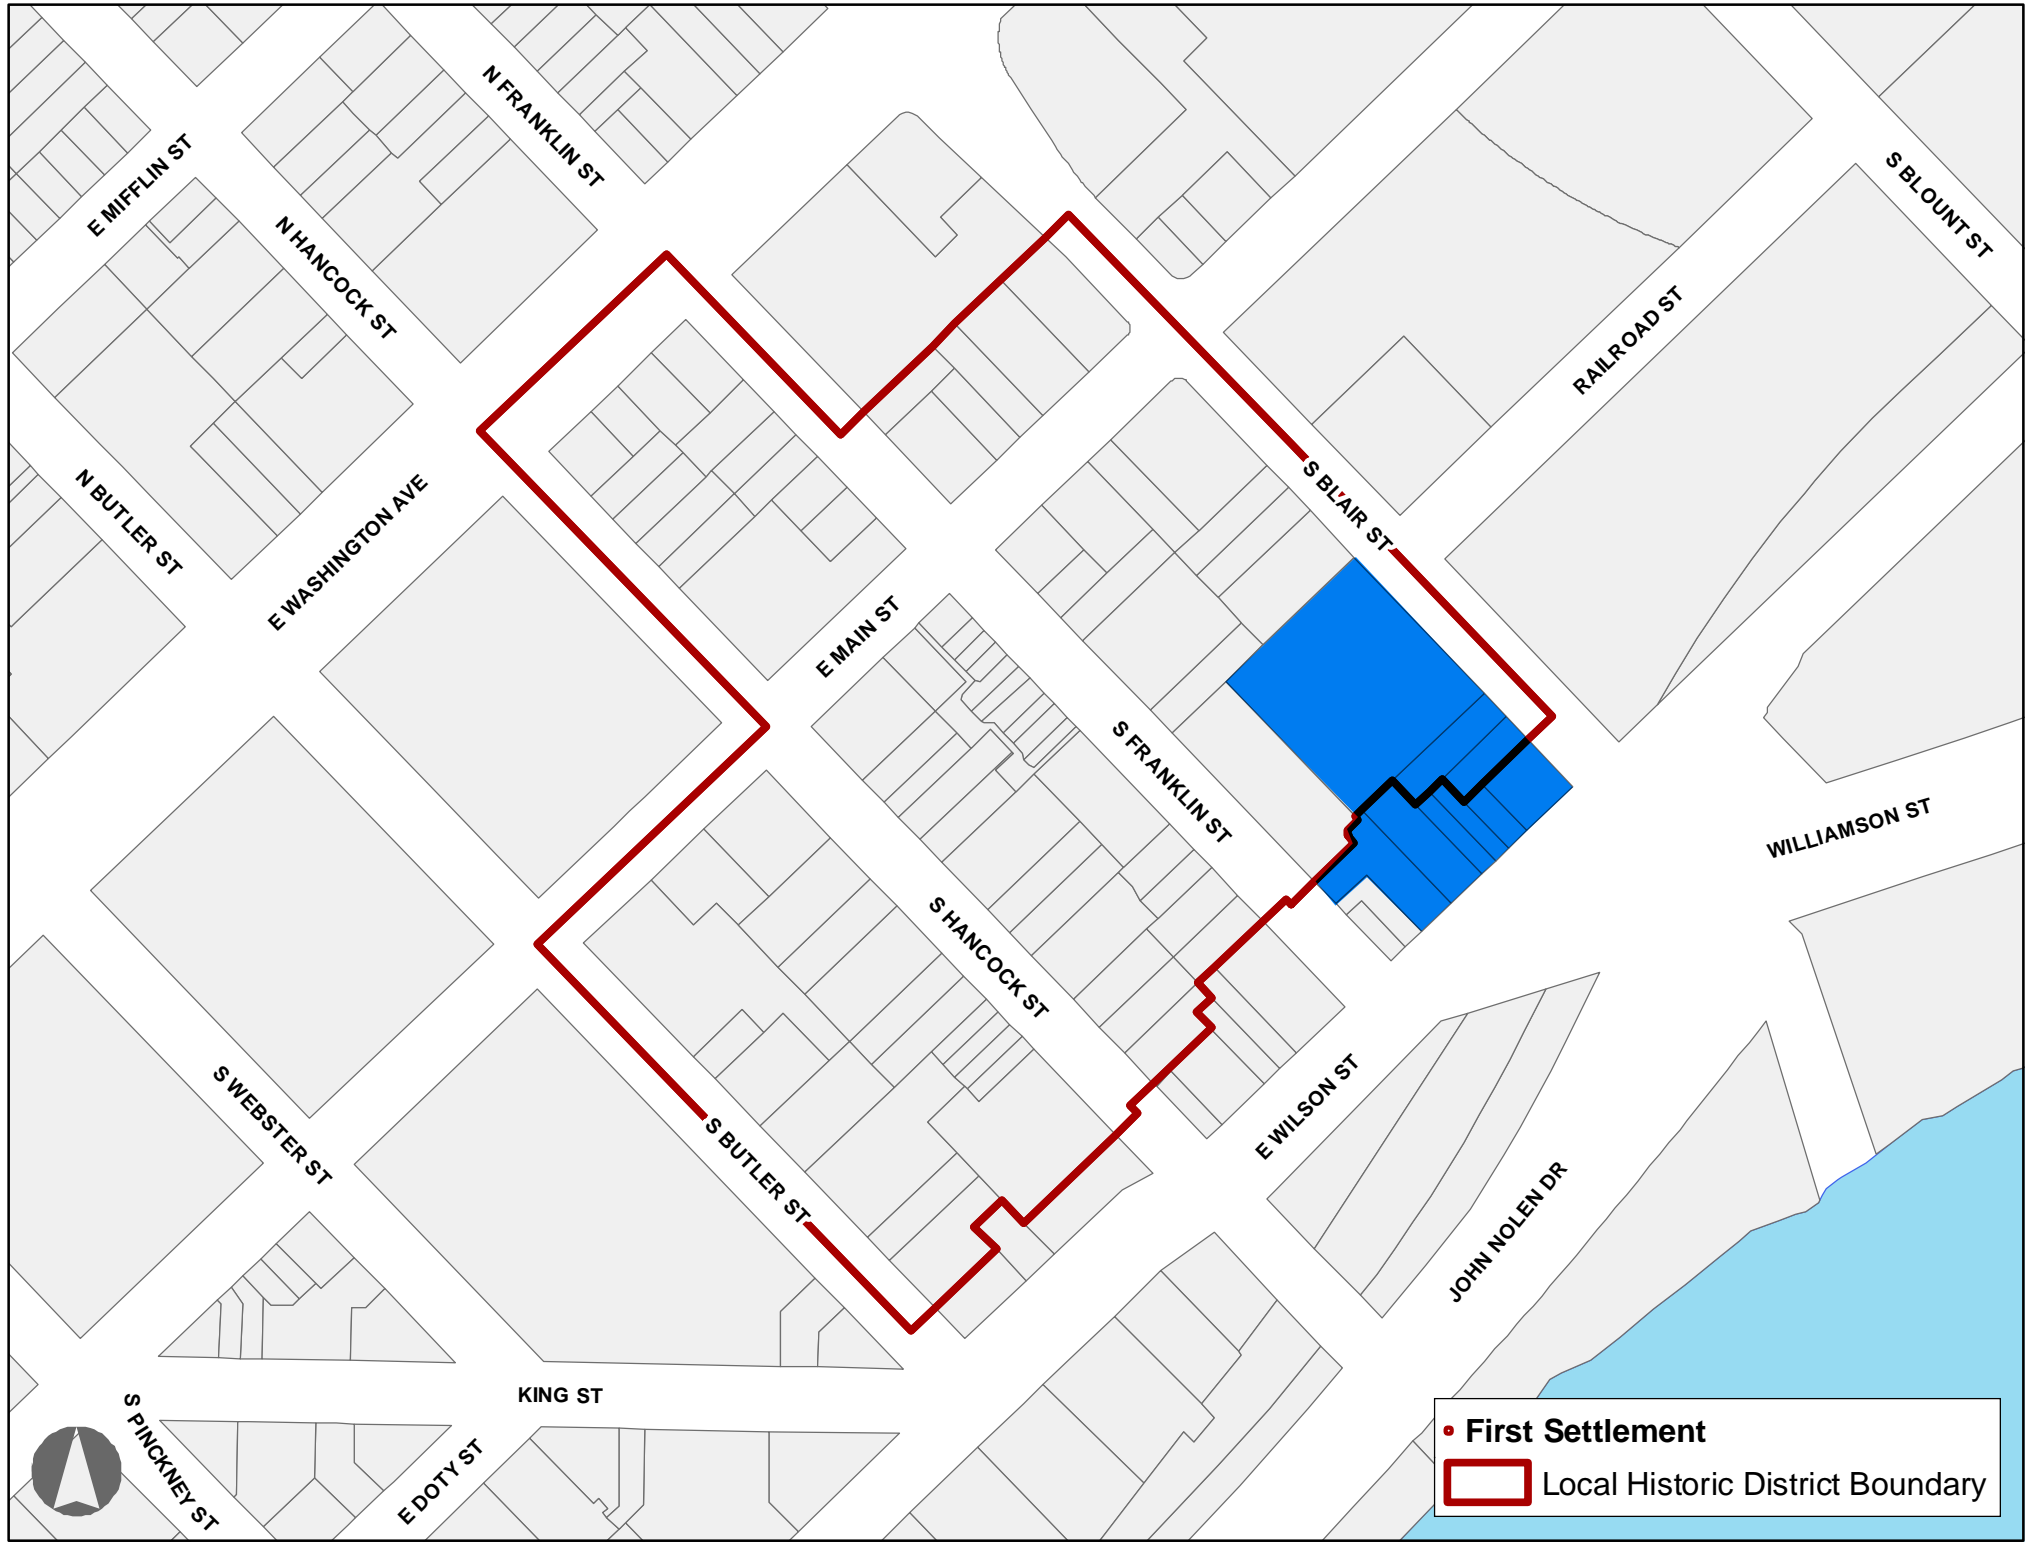 N FRANKLIN ST
E MIFFLIN ST
S BLOUNT ST
N HANCOCK ST
RAILROAD ST
N BUTLER ST
E WASHINGTON AVE
S BLAIR ST
E MAIN ST
S FRANKLIN ST
WILLIAMSON ST
S HANCOCK ST
S WEBSTER ST
E WILSON ST
S BUTLER ST
JOHN NOLEN DR
KING ST
S PINCKNEY ST
E DOTY ST
First Settlement
Local Historic District Boundary